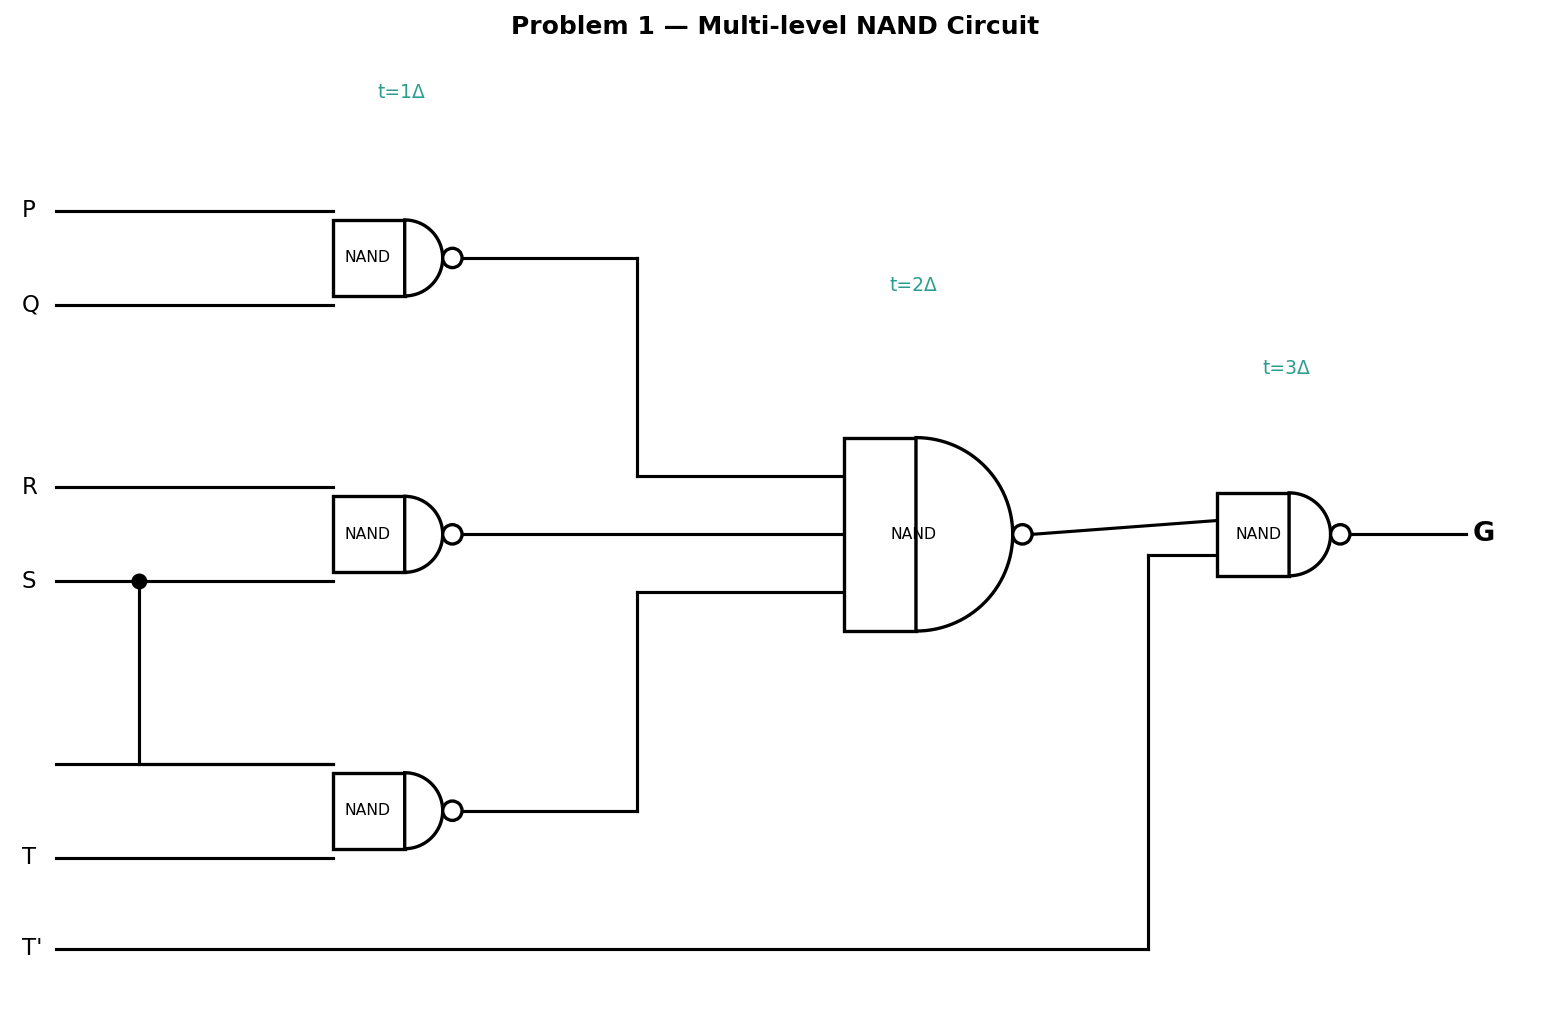 Problem 1 — Multi-level NAND Circuit
t=1Δ
P
NAND
Q
t=2Δ
t=3Δ
R
NAND
NAND
NAND
G
S
NAND
T
T'